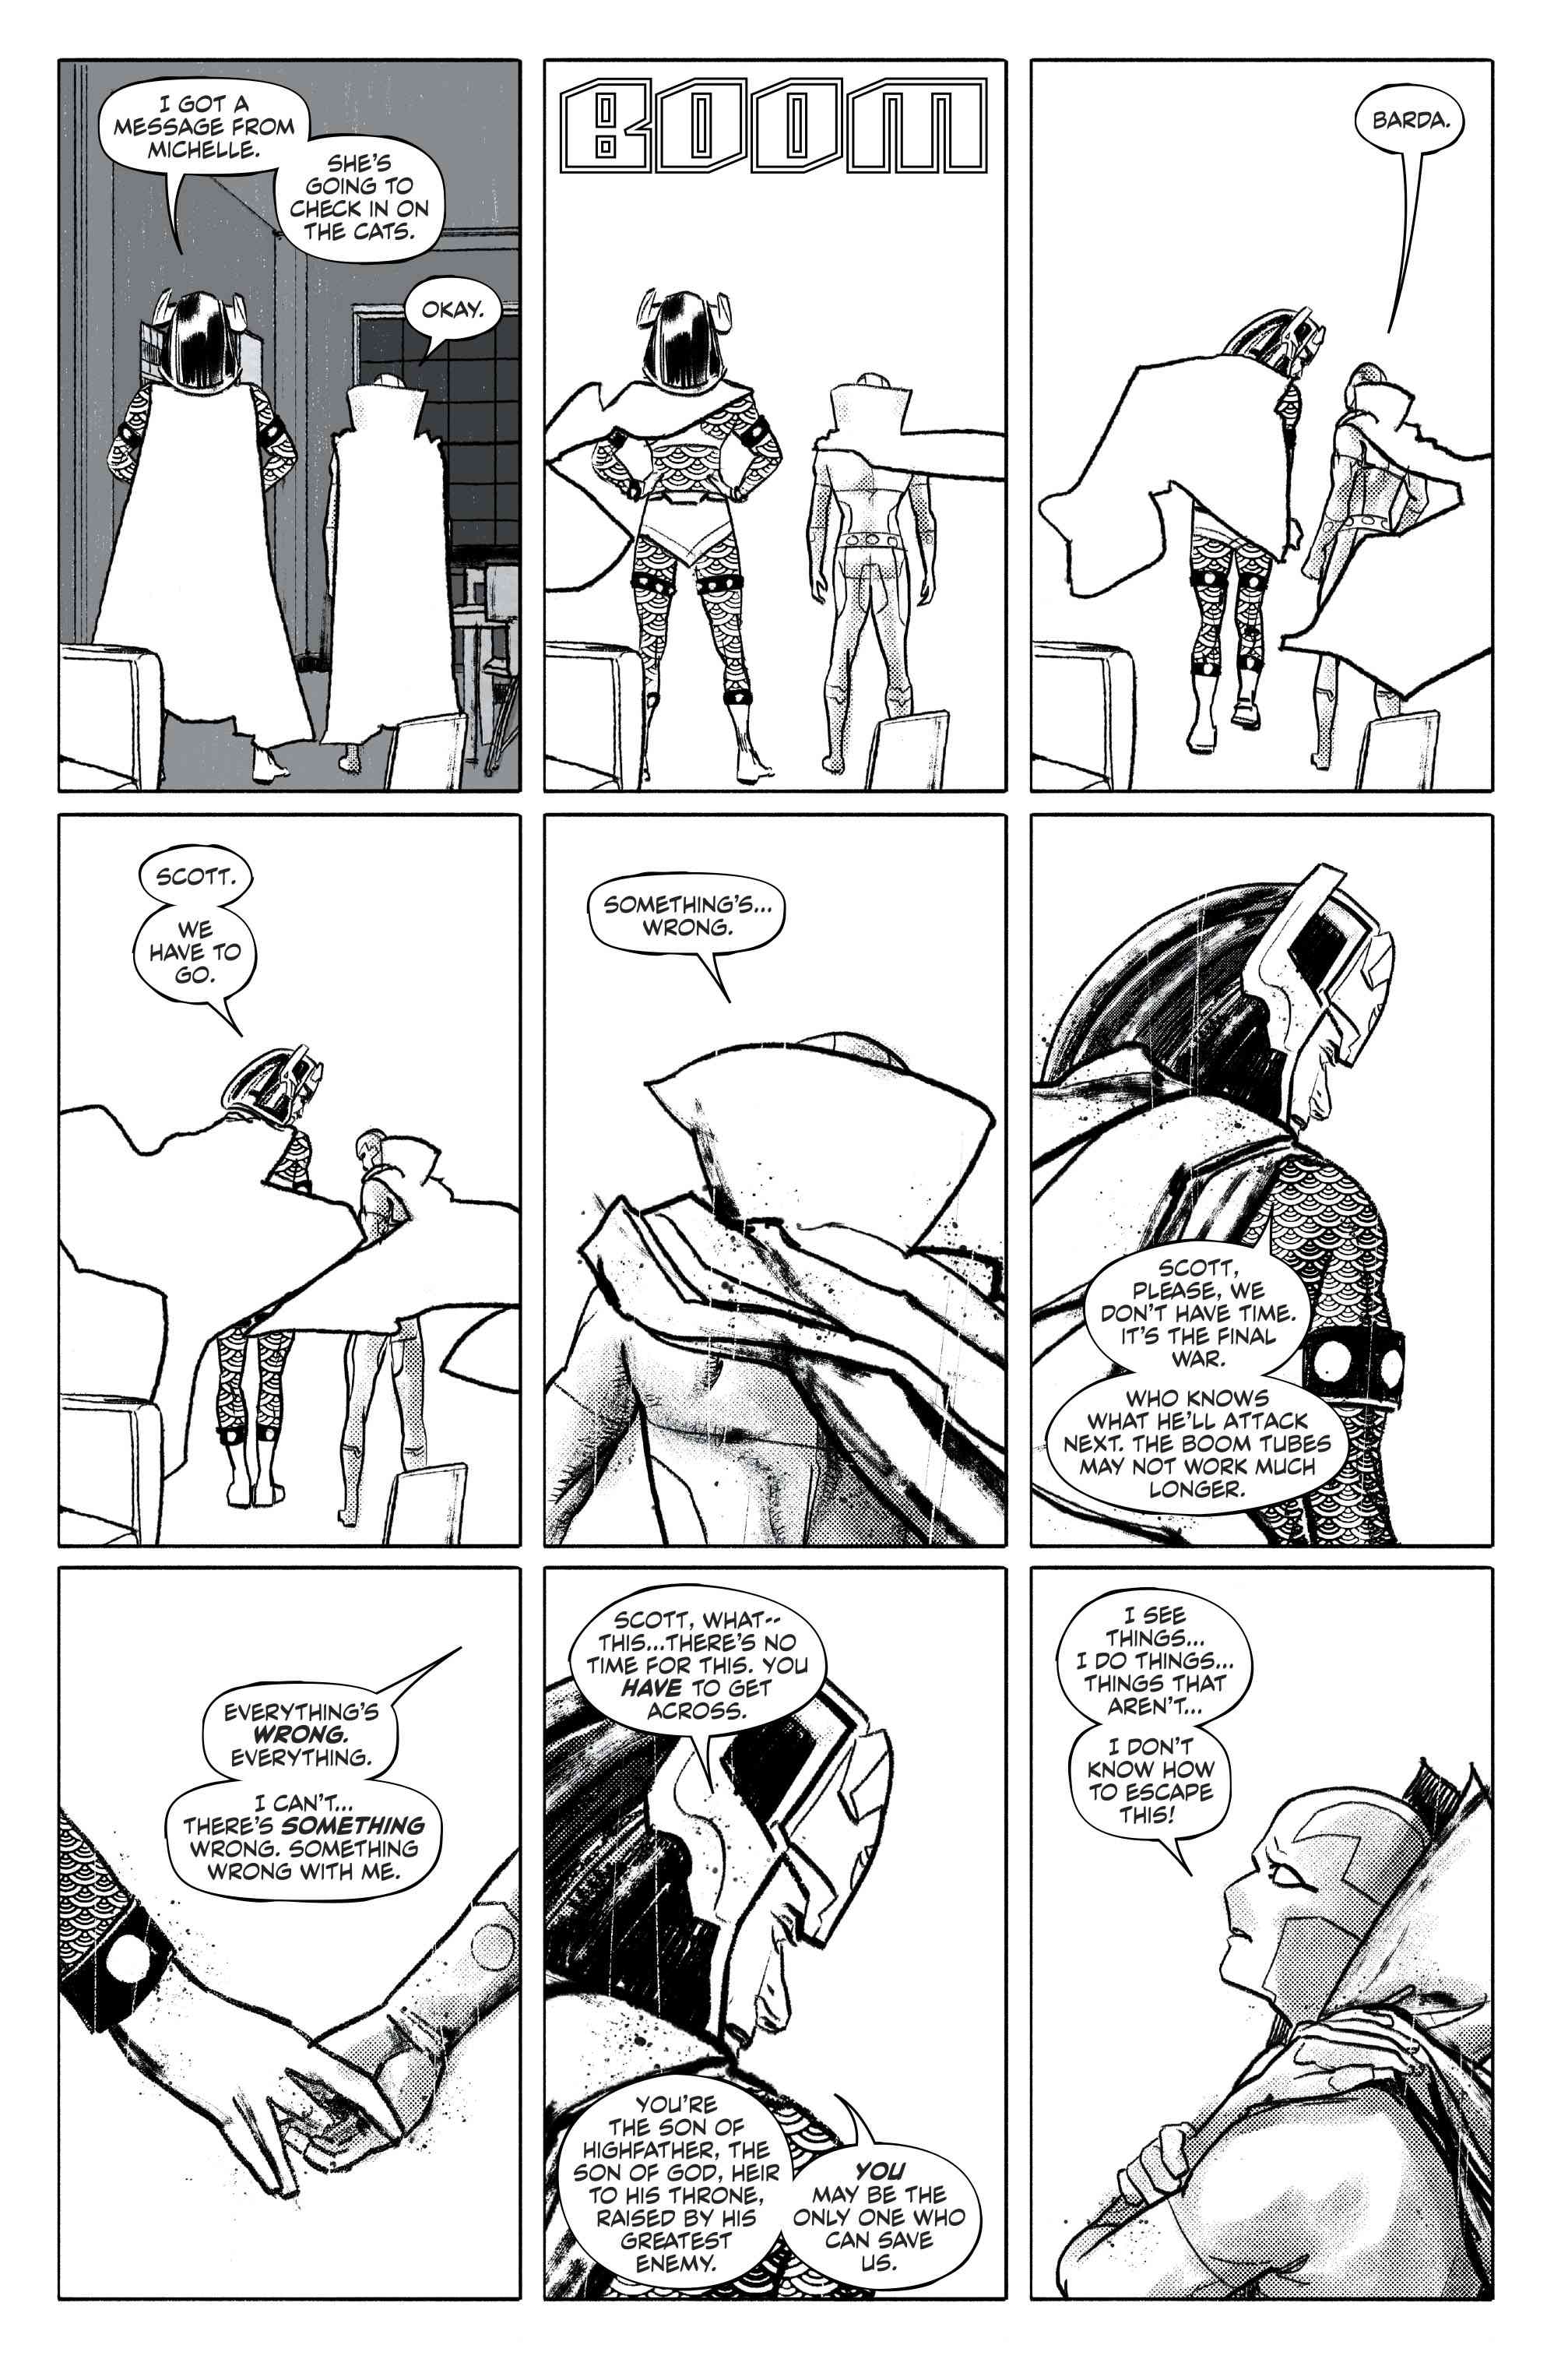 I GOT A
MESSAGE FROM
MICHELLE.
SHE'S
GOING TO
CHECK IN ON
THE CATS.
OKAY.
BOOM
BARDA.
SCOTT.
WE
HAVE TO
GO.
SOMETHING'S...
WRONG.
SCOTT,
PLEASE, WE
DON'T HAVE TIME.
IT'S THE FINAL
WAR.
WHO KNOWS
WHAT HE'LL ATTACK
NEXT. THE BOOM TUBES
MAY NOT WORK MUCH
LONGER.
EVERYTHING'S
WRONG.
EVERYTHING.
I CAN'T...
THERE'S SOMETHING
WRONG. SOMETHING
WRONG WITH ME.
SCOTT, WHAT--
THIS...THERE'S NO
TIME FOR THIS. YOU
HAVE TO GET
ACROSS.
YOU'RE
THE SON OF
HIGHFATHER, THE
SON OF GOD, HEIR
TO HIS THRONE,
RAISED BY HIS
GREATEST
ENEMY.
YOU
MAY BE THE
ONLY ONE WHO
CAN SAVE
US.
I SEE
THINGS...
I DO THINGS...
THINGS THAT
AREN'T...
I DON'T
KNOW HOW
TO ESCAPE
THIS!